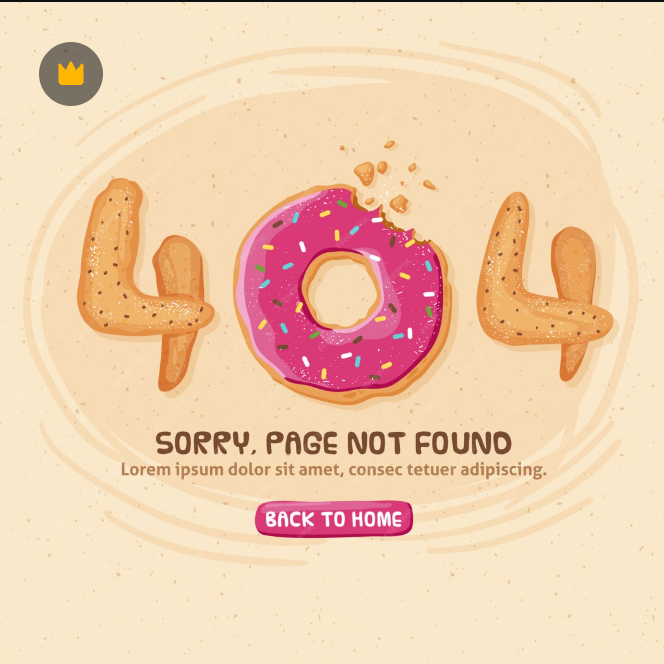 404
SORRY, PAGE NOT FOUND
Lorem ipsum dolor sit amet, consec tetuer adipiscing.
BACK TO HOME